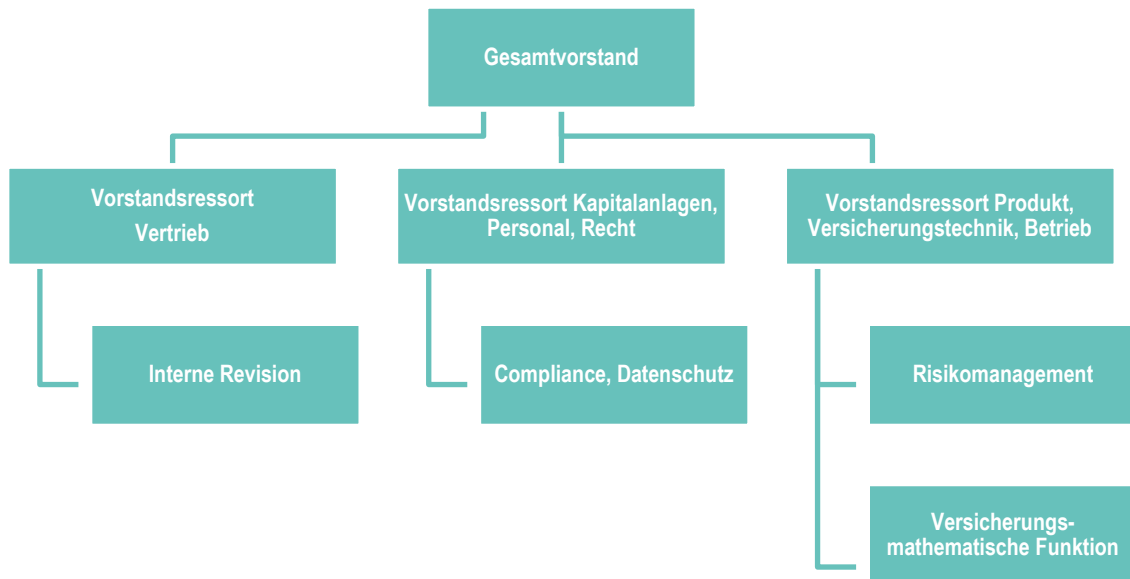 Gesamtvorstand
Vorstandsressort
Vertrieb
Vorstandsressort Kapitalanlagen,
Personal, Recht
Vorstandsressort Produkt,
Versicherungstechnik, Betrieb
Interne Revision
Compliance, Datenschutz
Risikomanagement
Versicherungs-
mathematische Funktion